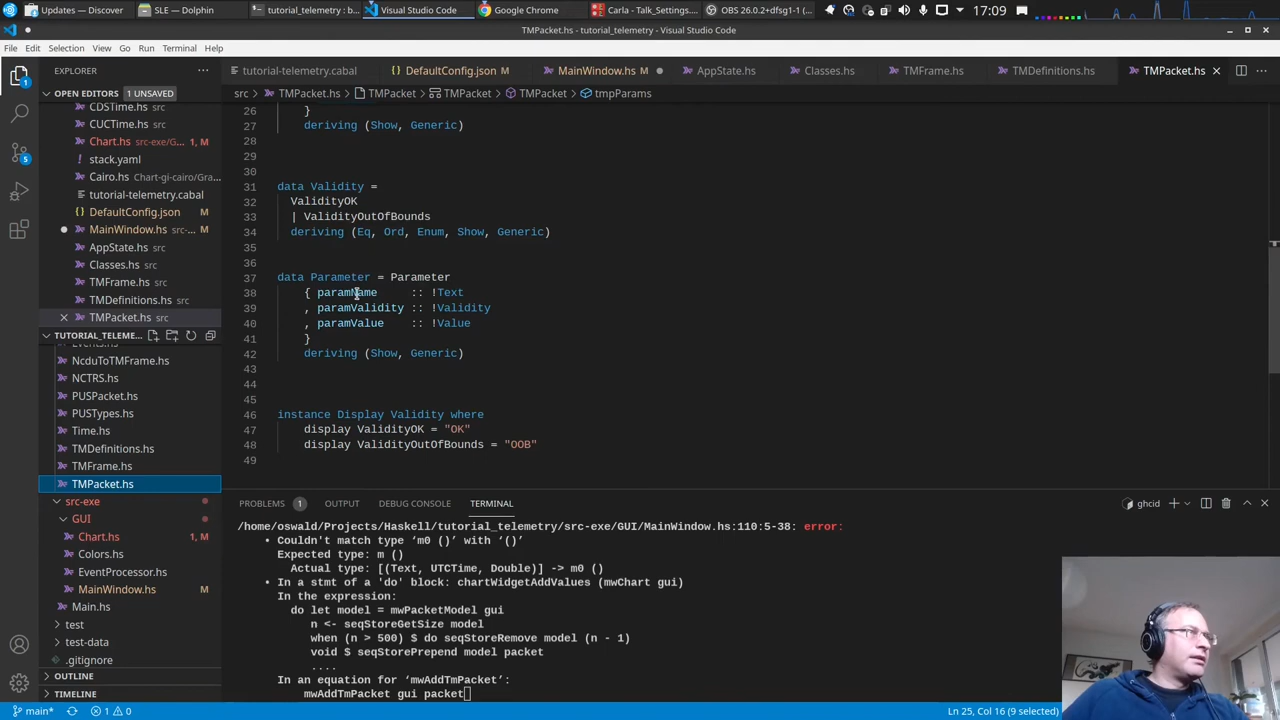 Updates — Discover
SLE — Dolphin
tutorial_telemetry : b...
Visual Studio Code
Google Chrome
Carla - Talk_Settings....
OBS 26.0.2+dfsg1-1 (...
17:09
TMPacket.hs - tutorial_telemetry - Visual Studio Code
File Edit Selection View Go Run Terminal Help
EXPLORER
tutorial-telemetry.cabal
DefaultConfig.json M
MainWindow.hs M
AppState.hs
Classes.hs
TMFrame.hs
TMDefinitions.hs
TMPacket.hs
OPEN EDITORS 1 UNSAVED
src > TMPacket.hs > TMPacket > TMPacket > TMPacket > tmpParams
CDSTime.hs
CUCTime.hs
Chart.hs src-exe/G... 1, M
stack.yaml
Cairo.hs Chart-gi-cairo/Gra...
tutorial-telemetry.cabal
DefaultConfig.json M
MainWindow.hs src-... M
AppState.hs src
Classes.hs src
TMFrame.hs src
TMDefinitions.hs src
TMPacket.hs src
TUTORIAL_TELEME...
Events.hs
NcduToTMFrame.hs
NCTRS.hs
PUSPacket.hs
PUSTypes.hs
Time.hs
TMDefinitions.hs
TMFrame.hs
TMPacket.hs
src-exe
GUI
Chart.hs 1, M
Colors.hs
EventProcessor.hs
MainWindow.hs M
Main.hs
test
test-data
.gitignore
OUTLINE
TIMELINE
26 }
27 deriving (Show, Generic)
28
29
30
31 data Validity =
32 ValidityOK
33 | ValidityOutOfBounds
34 deriving (Eq, Ord, Enum, Show, Generic)
35
36
37 data Parameter = Parameter
38 { paramName :: !Text
39 , paramValidity :: !Validity
40 , paramValue :: !Value
41 }
42 deriving (Show, Generic)
43
44
45
46 instance Display Validity where
47 display ValidityOK = "OK"
48 display ValidityOutOfBounds = "OOB"
49
PROBLEMS 1 OUTPUT DEBUG CONSOLE TERMINAL
ghcid
/home/oswald/Projects/Haskell/tutorial_telemetry/src-exe/GUI/MainWindow.hs:110:5-38: error:
• Couldn't match type ‘m0 ()’ with ‘()’
Expected type: m ()
Actual type: [(Text, UTCTime, Double)] -> m0 ()
• In a stmt of a 'do' block: chartWidgetAddValues (mwChart gui)
In the expression:
do let model = mwPacketModel gui
n <- seqStoreGetSize model
when (n > 500) $ do seqStoreRemove model (n - 1)
void $ seqStorePrepend model packet
....
In an equation for ‘mwAddTmPacket’:
mwAddTmPacket gui packet
main*
1 0
Ln 25, Col 16 (9 selected)